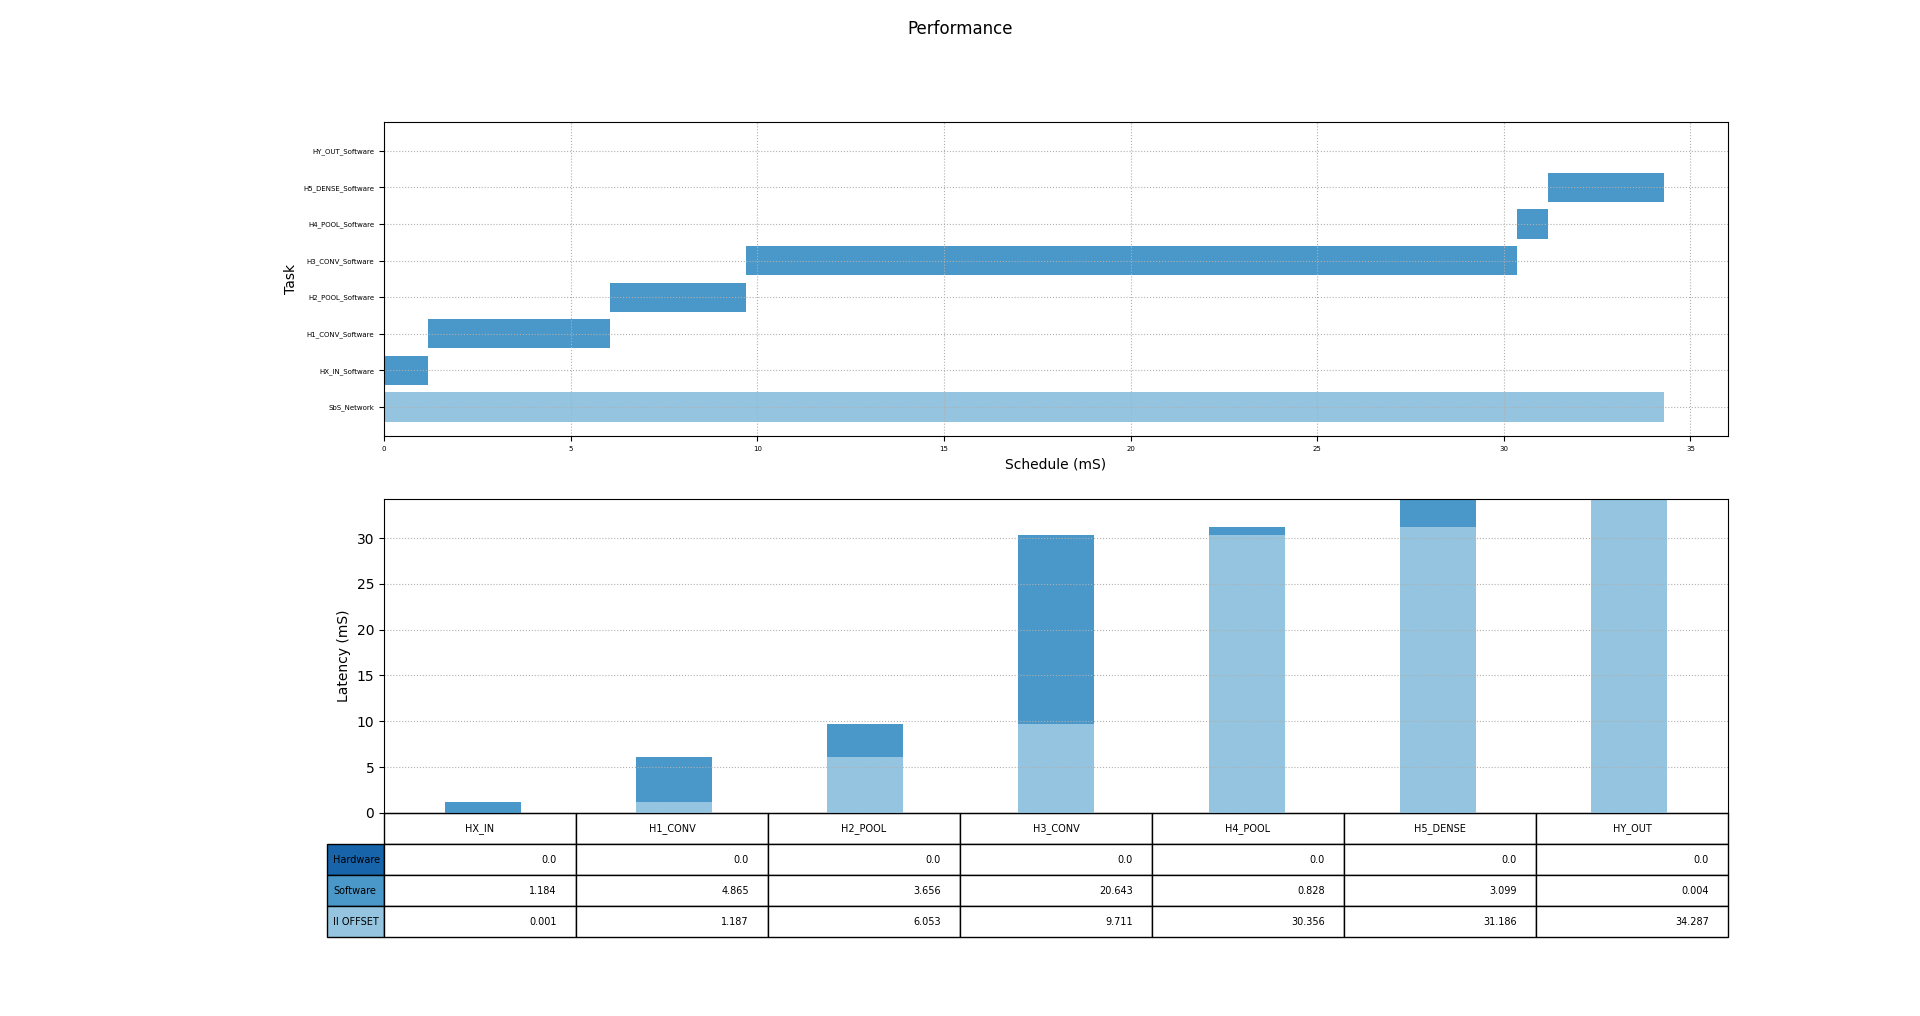 Performance
HY_OUT_Software
H5_DENSE_Software
H4_POOL_Software
H3_CONV_Software
H2_POOL_Software
H1_CONV_Software
HX_IN_Software
SbS_Network
Task
0 5 10 15 20 25 30 35
Schedule (mS)
30
25
20
15
10
5
0
Latency (mS)
HX_IN H1_CONV H2_POOL H3_CONV H4_POOL H5_DENSE HY_OUT
Hardware 0.0 0.0 0.0 0.0 0.0 0.0 0.0
Software 1.184 4.865 3.656 20.643 0.828 3.099 0.004
II OFFSET 0.001 1.187 6.053 9.711 30.356 31.186 34.287